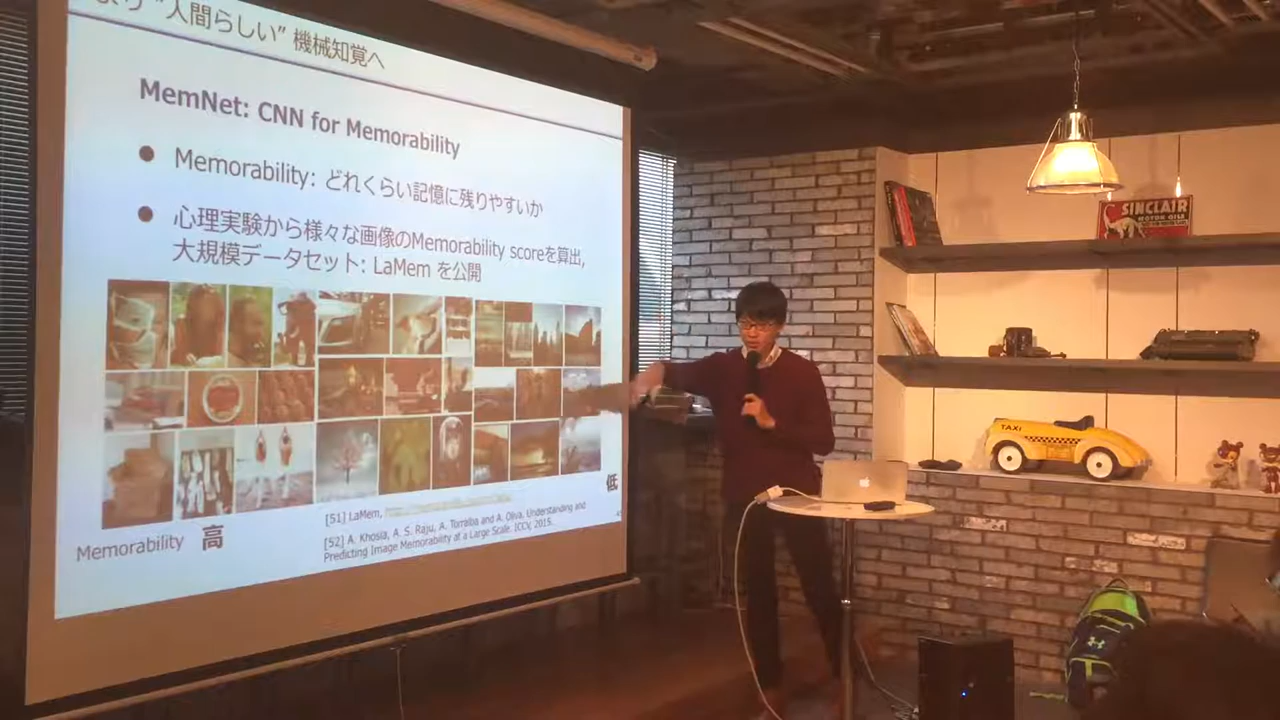 より “人間らしい” 機械知覚へ
MemNet: CNN for Memorability
● Memorability: どれくらい記憶に残りやすいか
● 心理実験から様々な画像のMemorability scoreを算出,
大規模データセット: LaMem を公開
Memorability 高
低
[51] LaMem,
[52] A. Khosla, A. S. Raju, A. Torralba and A. Oliva, Understanding and
Predicting Image Memorability at a Large Scale. ICCV, 2015.
SINCLAIR
MOTOR OILS
TAXI